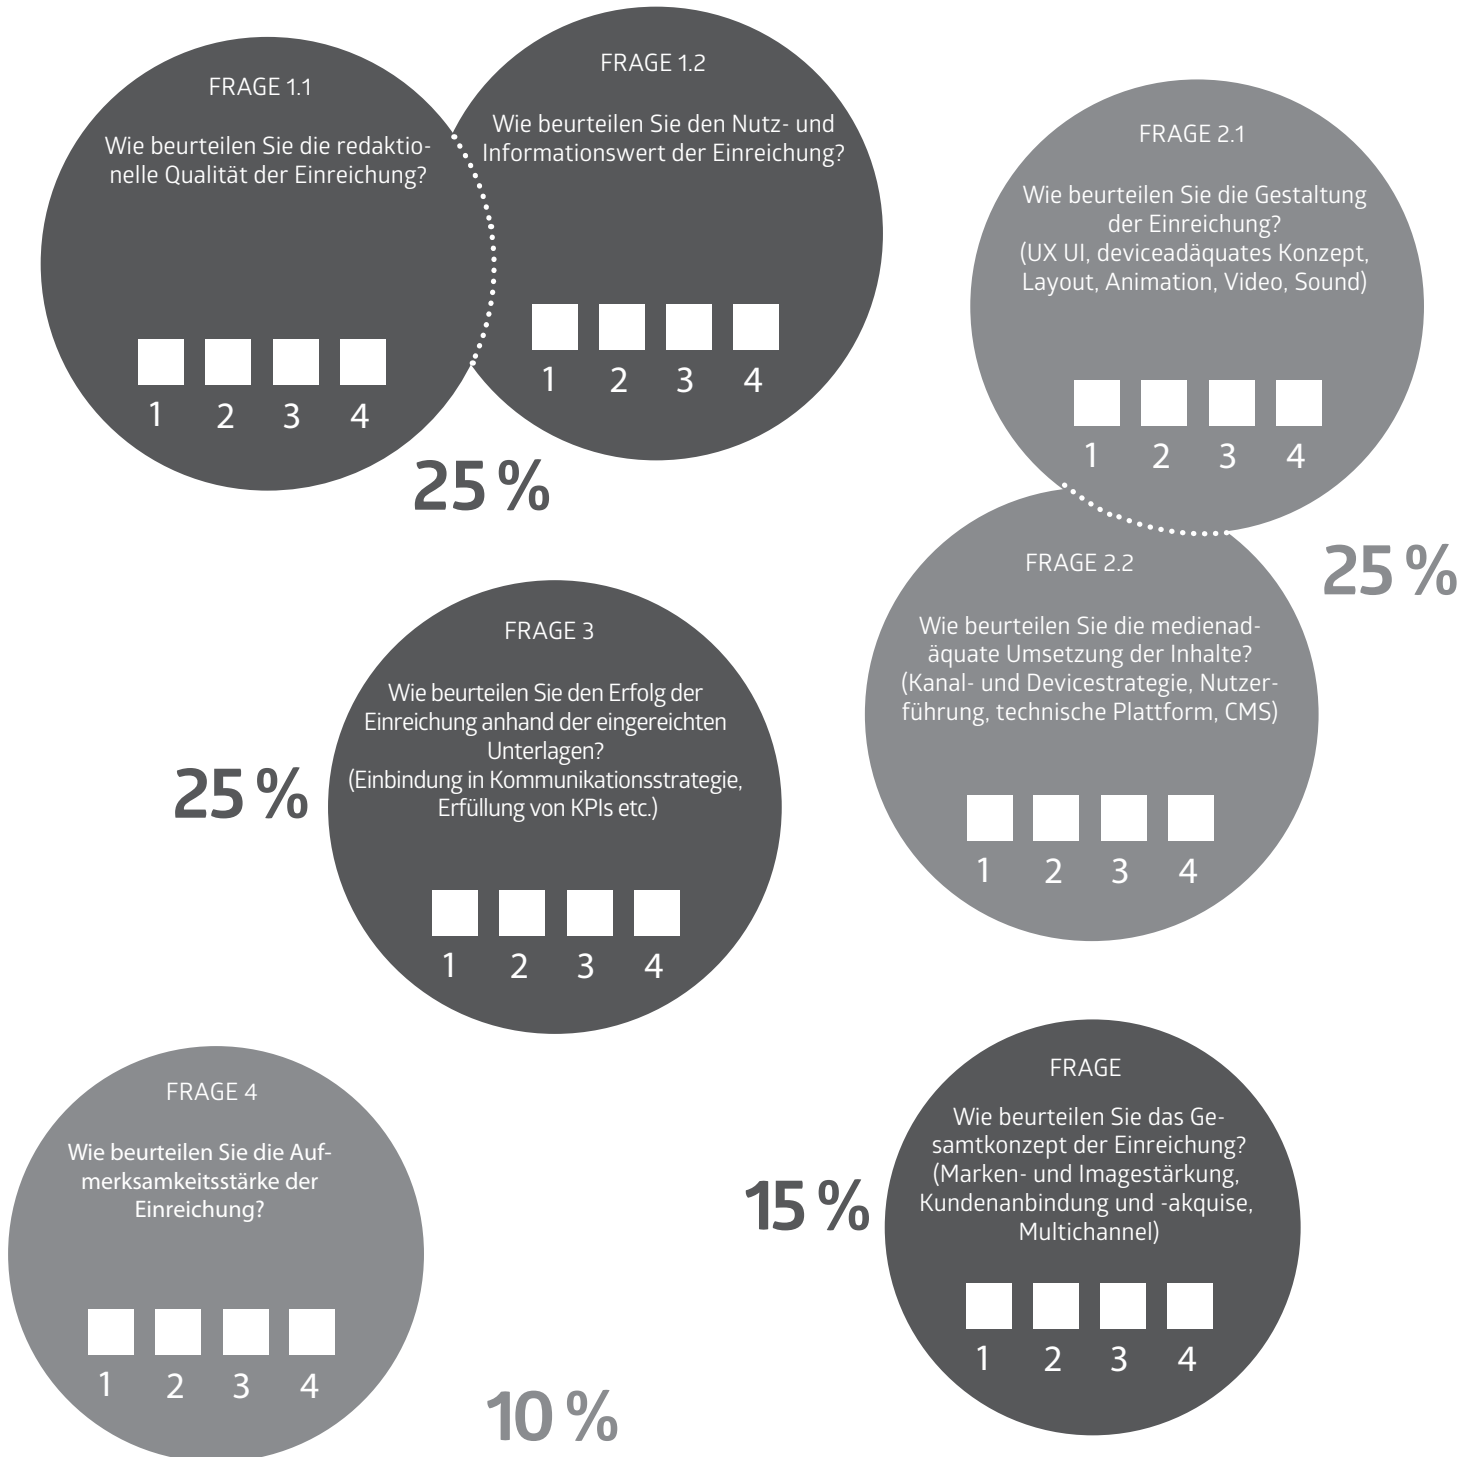 FRAGE 1.1
Wie beurteilen Sie die redaktio-
nelle Qualität der Einreichung?
1 2 3 4
FRAGE 1.2
Wie beurteilen Sie den Nutz- und
Informationswert der Einreichung?
1 2 3 4
25 %
FRAGE 2.1
Wie beurteilen Sie die Gestaltung
der Einreichung?
(UX UI, deviceadäquates Konzept,
Layout, Animation, Video, Sound)
1 2 3 4
FRAGE 2.2
Wie beurteilen Sie die medienad-
äquate Umsetzung der Inhalte?
(Kanal- und Devicestrategie, Nutzer-
führung, technische Plattform, CMS)
1 2 3 4
25 %
FRAGE 3
Wie beurteilen Sie den Erfolg der
Einreichung anhand der eingereichten
Unterlagen?
(Einbindung in Kommunikationsstrategie,
Erfüllung von KPIs etc.)
1 2 3 4
25 %
FRAGE 4
Wie beurteilen Sie die Auf-
merksamkeitsstärke der
Einreichung?
1 2 3 4
10 %
FRAGE
Wie beurteilen Sie das Ge-
samtkonzept der Einreichung?
(Marken- und Imagestärkung,
Kundenanbindung und -akquise,
Multichannel)
1 2 3 4
15 %